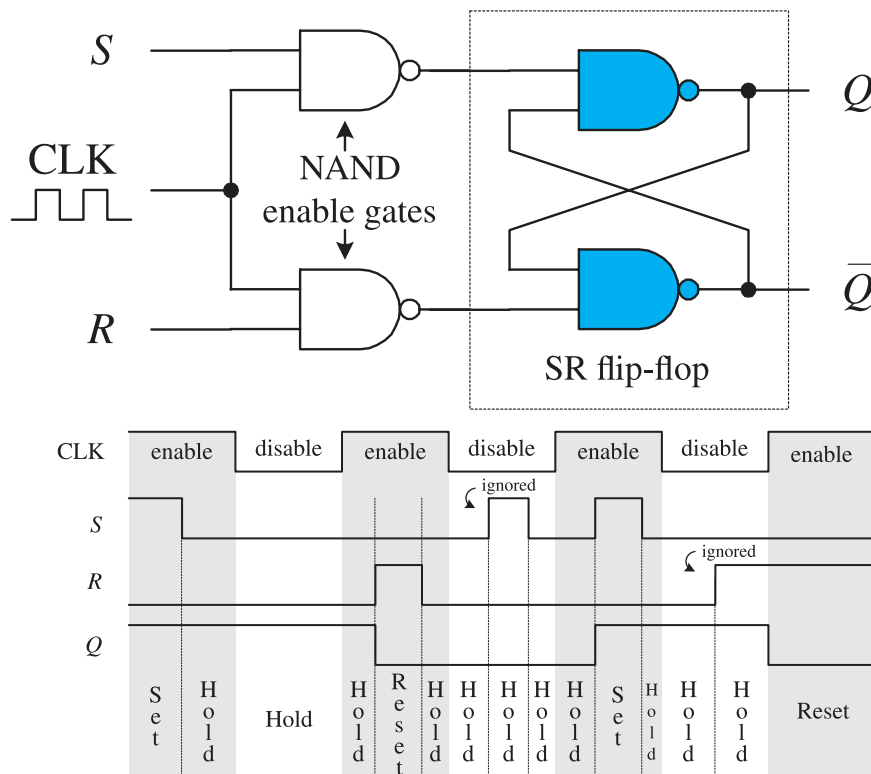 S
Q
CLK
NAND
enable gates
R
Q̅
SR flip-flop
CLK enable disable enable disable enable disable enable
ignored
S
ignored
R
Q
Set Hold Hold Hold Reset Hold Hold Hold Hold Hold Set Hold Hold Hold Reset